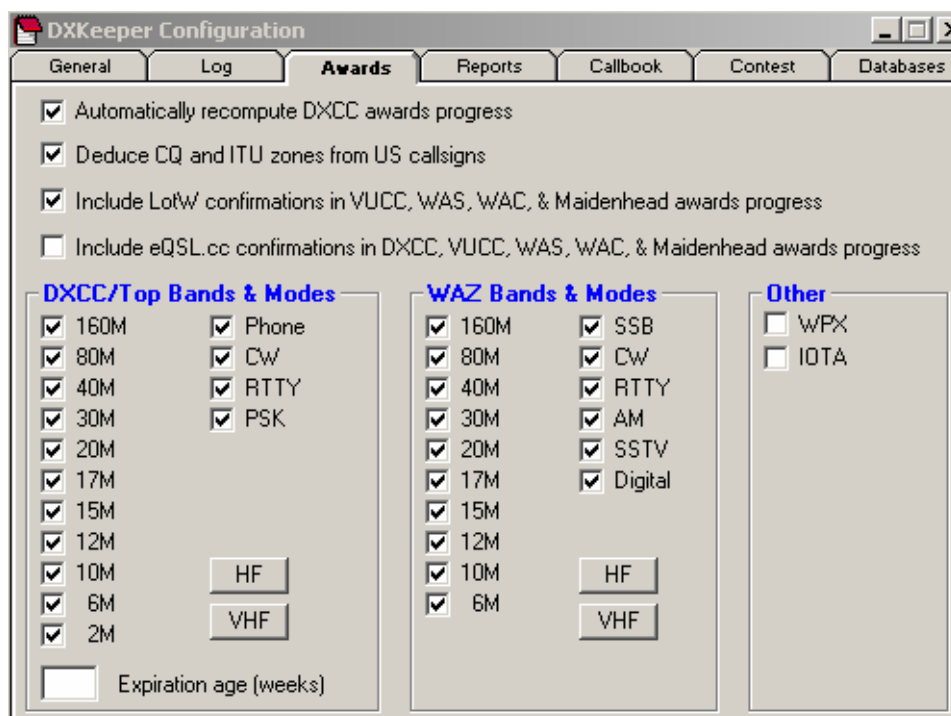 DXKeeper Configuration
General Log Awards Reports Callbook Contest Databases
Automatically recompute DXCC awards progress
Deduce CQ and ITU zones from US callsigns
Include LotW confirmations in VUCC, WAS, WAC, & Maidenhead awards progress
Include eQSL.cc confirmations in DXCC, VUCC, WAS, WAC, & Maidenhead awards progress
DXCC/Top Bands & Modes
160M Phone
80M CW
40M RTTY
30M PSK
20M
17M
15M
12M
10M HF
6M
VHF
2M
Expiration age (weeks)
WAZ Bands & Modes
160M SSB
80M CW
40M RTTY
30M AM
20M SSTV
17M Digital
15M
12M
10M HF
6M
VHF
Other
WPX
IOTA